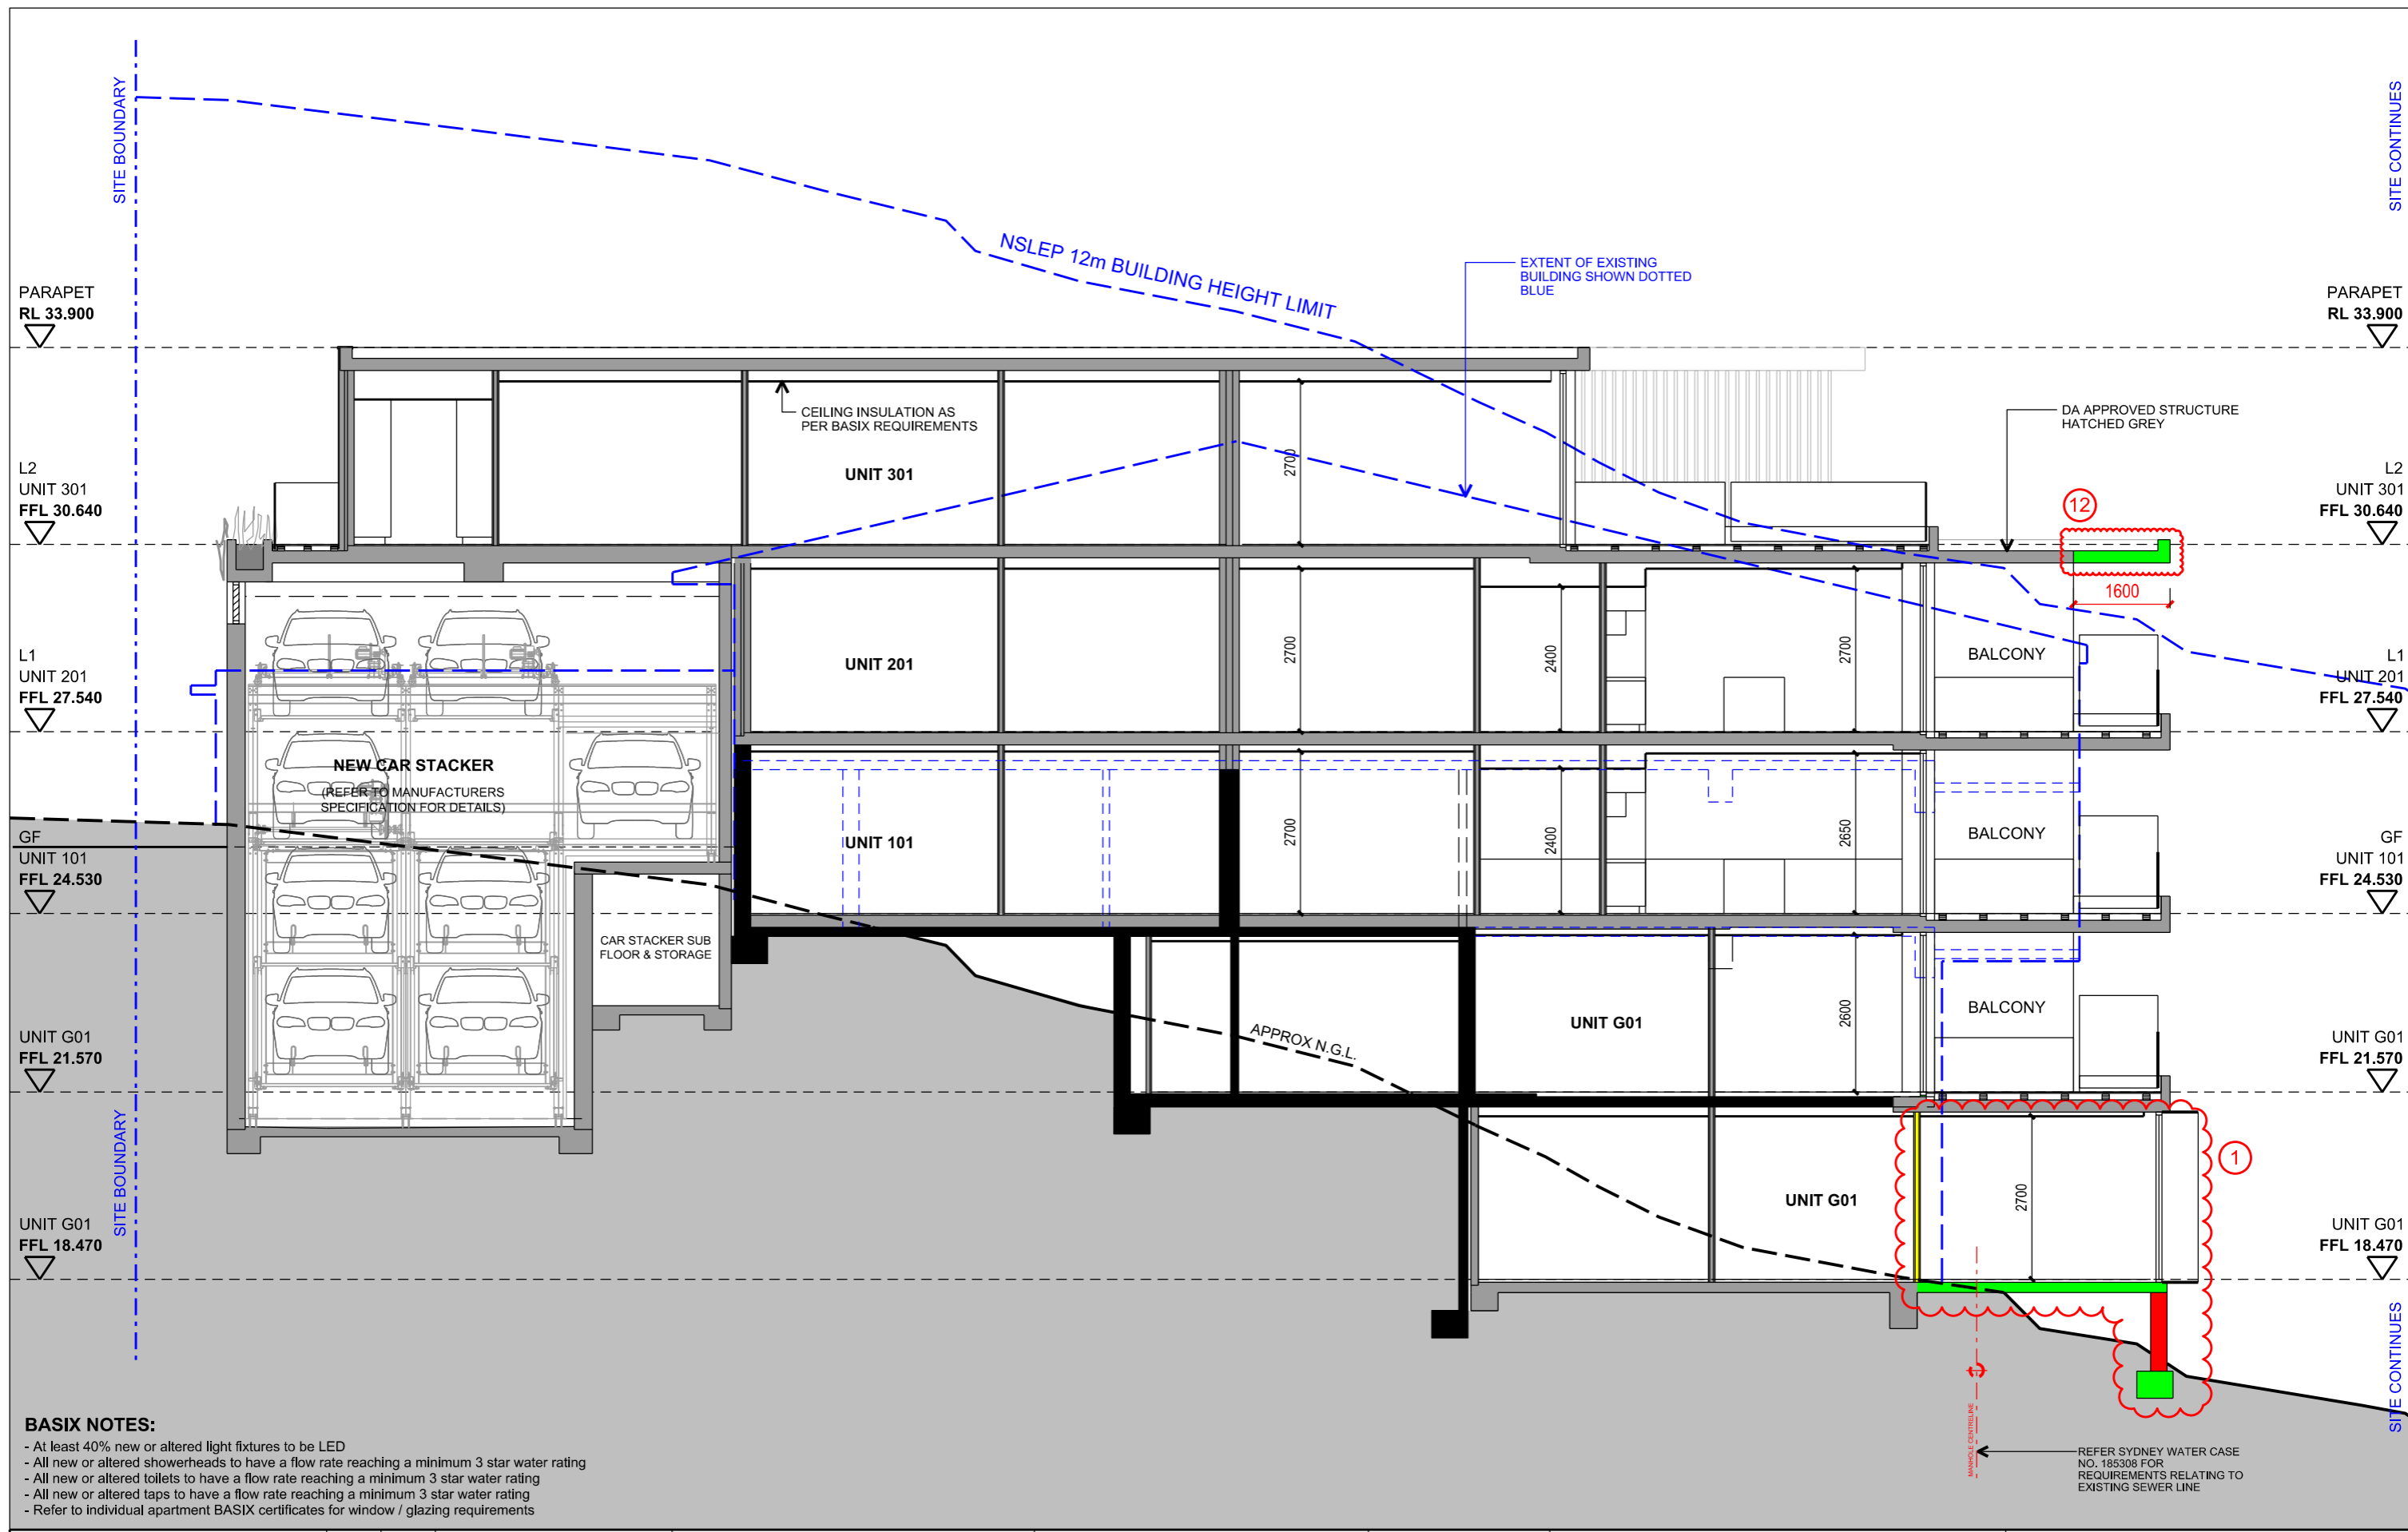 SITE BOUNDARY
SITE CONTINUES
NSLEP 12m BUILDING HEIGHT LIMIT
EXTENT OF EXISTING
BUILDING SHOWN DOTTED
BLUE
PARAPET
RL 33.900
PARAPET
RL 33.900
CEILING INSULATION AS
PER BASIX REQUIREMENTS
DA APPROVED STRUCTURE
HATCHED GREY
L2
UNIT 301
FFL 30.640
UNIT 301
2700
L2
UNIT 301
FFL 30.640
12
1600
L1
UNIT 201
FFL 27.540
UNIT 201
2700
2400
2700
BALCONY
L1
UNIT 201
FFL 27.540
NEW CAR STACKER
(REFER TO MANUFACTURERS
SPECIFICATION FOR DETAILS)
GF
UNIT 101
FFL 24.530
UNIT 101
2700
2400
2650
BALCONY
GF
UNIT 101
FFL 24.530
CAR STACKER SUB
FLOOR & STORAGE
UNIT G01
FFL 21.570
APPROX N.G.L.
UNIT G01
2600
BALCONY
UNIT G01
FFL 21.570
SITE BOUNDARY
1
UNIT G01
FFL 18.470
UNIT G01
2700
UNIT G01
FFL 18.470
SITE CONTINUES
MANHOLE CENTRELINE
REFER SYDNEY WATER CASE
NO. 185308 FOR
REQUIREMENTS RELATING TO
EXISTING SEWER LINE
BASIX NOTES:
- At least 40% new or altered light fixtures to be LED
- All new or altered showerheads to have a flow rate reaching a minimum 3 star water rating
- All new or altered toilets to have a flow rate reaching a minimum 3 star water rating
- All new or altered taps to have a flow rate reaching a minimum 3 star water rating
- Refer to individual apartment BASIX certificates for window / glazing requirements